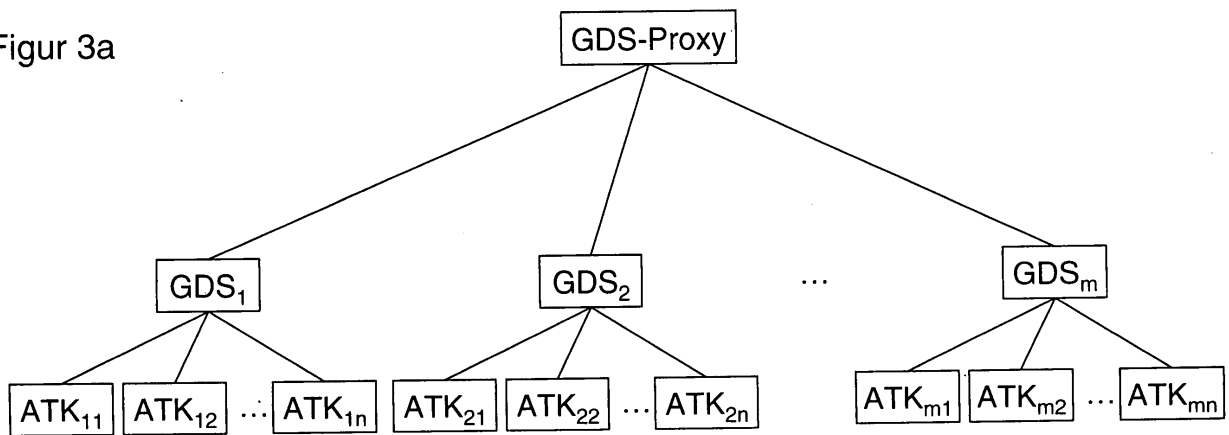 Figur 3a
GDS-Proxy
GDS₁ GDS₂ ... GDSₘ
ATK₁₁ ATK₁₂ ... ATK₁ₙ ATK₂₁ ATK₂₂ ... ATK₂ₙ ATKₘ₁ ATKₘ₂ ... ATKₘₙ